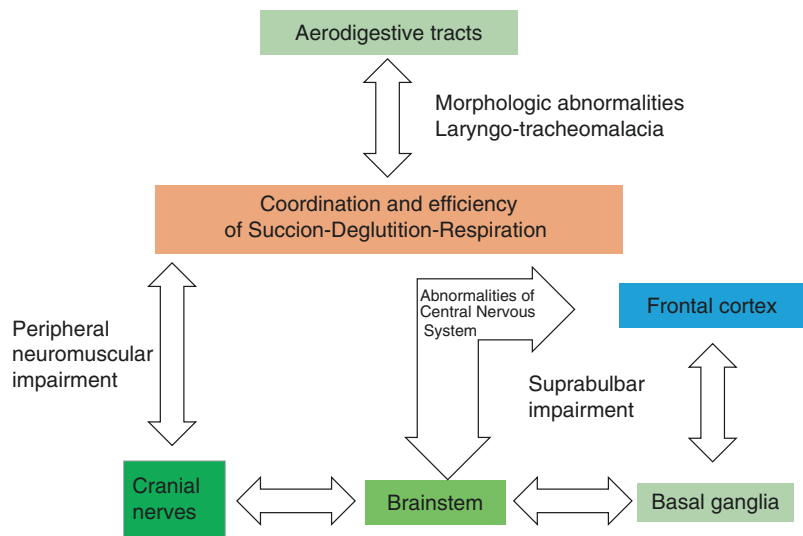 Aerodigestive tracts
Morphologic abnormalities
Laryngo-tracheomalacia
Coordination and efficiency
of Succion-Deglutition-Respiration
Abnormalities of
Central Nervous
System
Frontal cortex
Peripheral
neuromuscular
impairment
Suprabulbar
impairment
Cranial
nerves
Brainstem
Basal ganglia